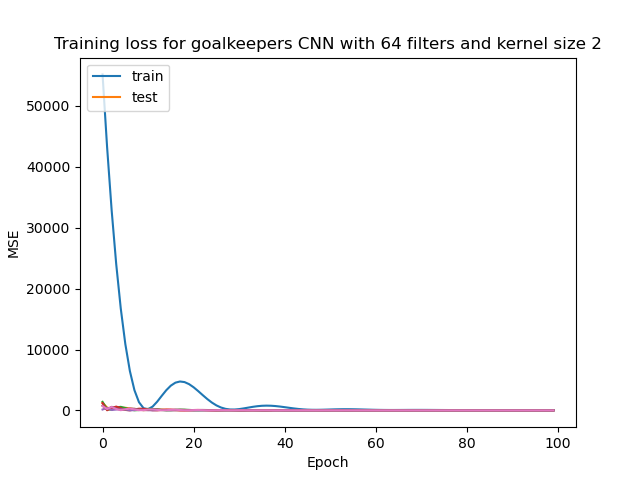 Training loss for goalkeepers CNN with 64 filters and kernel size 2
train
test
50000
40000
30000
20000
10000
0
MSE
0
20
40
60
80
100
Epoch